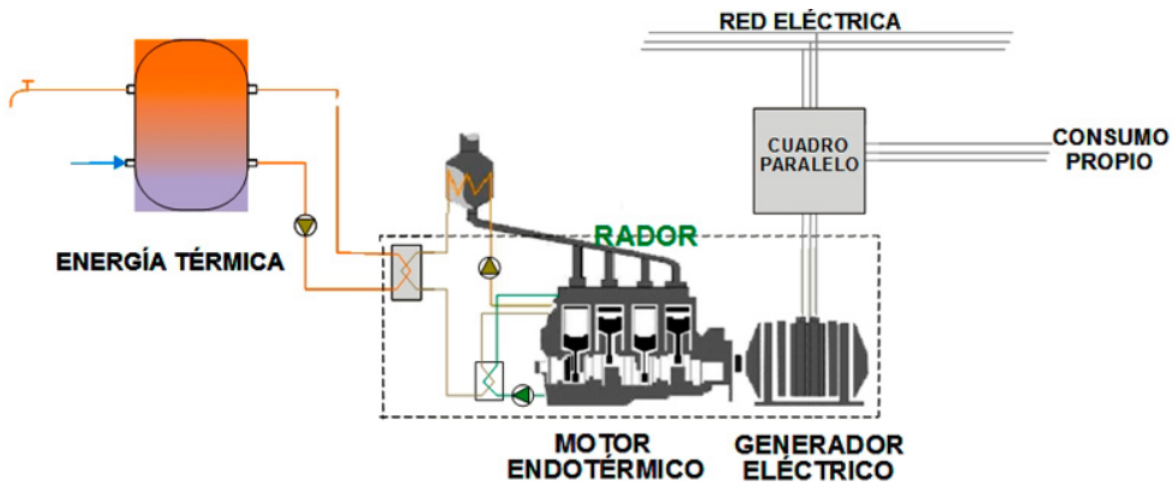 RED ELÉCTRICA
CUADRO
PARALELO
CONSUMO
PROPIO
ENERGÍA TÉRMICA
RADOR
MOTOR
ENDOTÉRMICO
GENERADOR
ELÉCTRICO